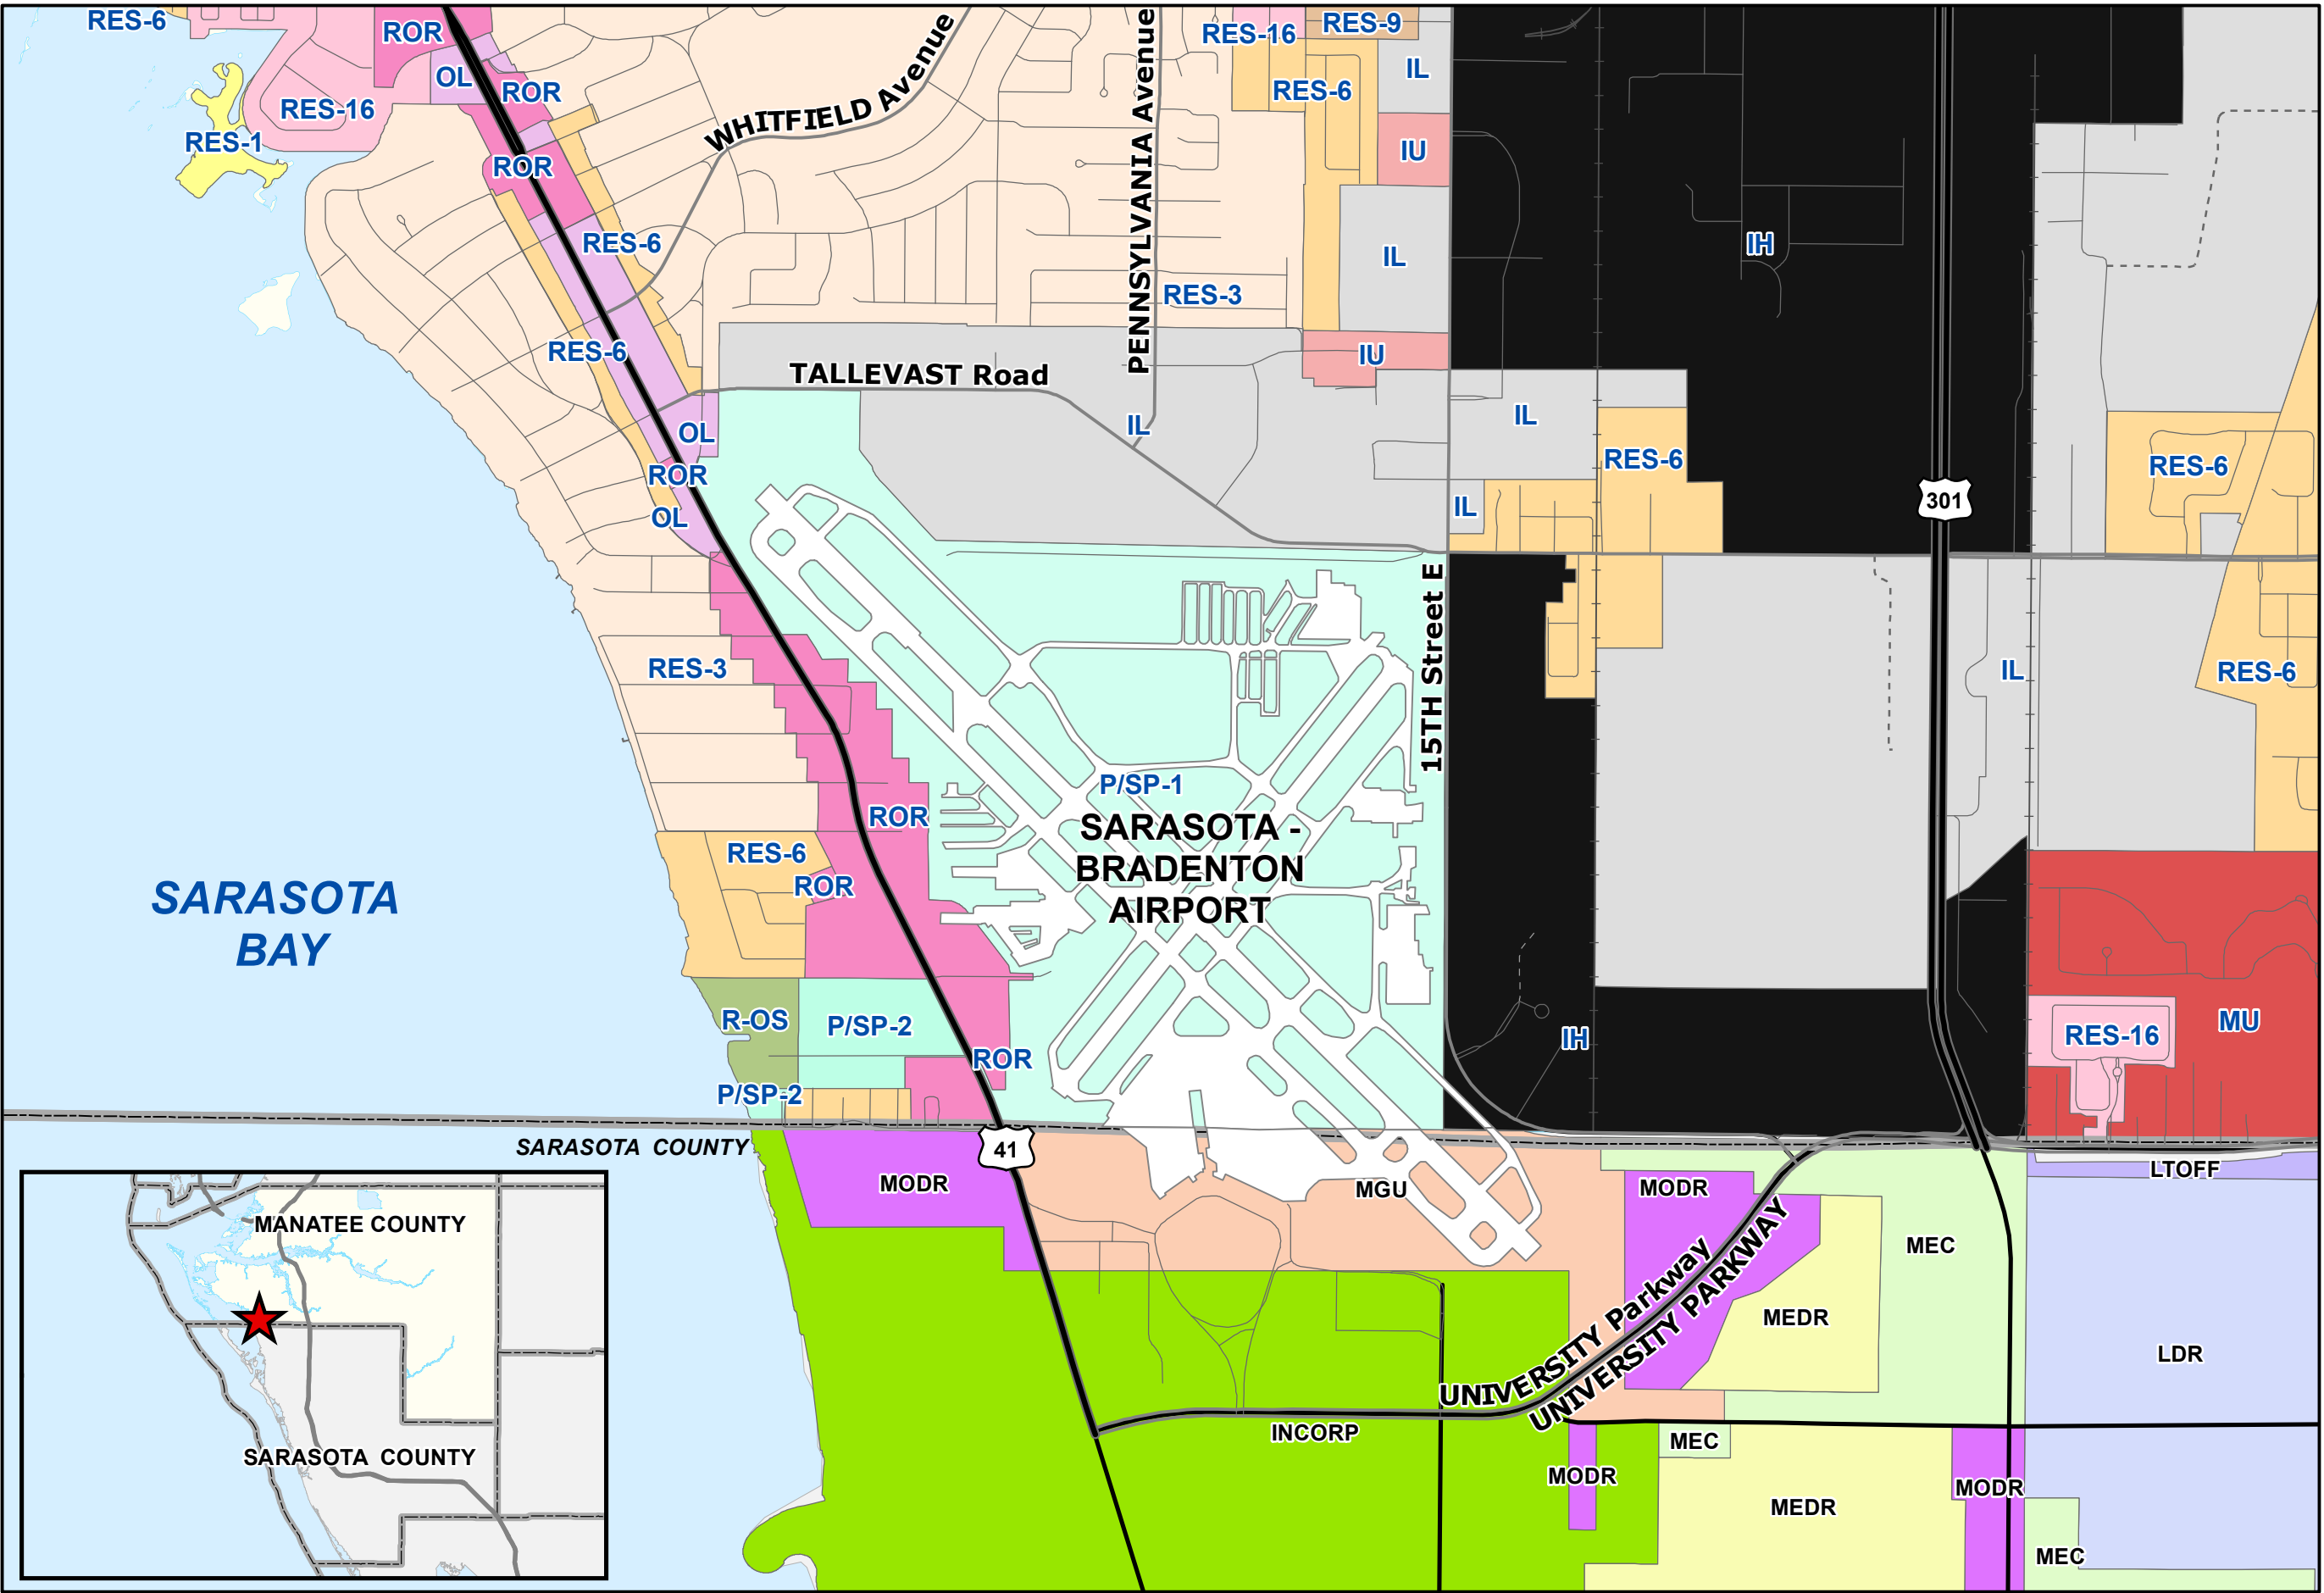 RES-6
ROR
RES-16
RES-9
OL
ROR
IL
RES-16
RES-6
RES-1
WHITFIELD Avenue
PENNSYLVANIA Avenue
IU
ROR
RES-6
IH
IL
RES-3
RES-6
IU
TALLEVAST Road
IL
IL
OL
RES-6
RES-6
ROR
IL
301
OL
15TH Street E
RES-3
IL
RES-6
P/SP-1
ROR
SARASOTA -
BRADENTON
AIRPORT
RES-6
ROR
SARASOTA
BAY
R-OS
P/SP-2
MU
RES-16
IH
ROR
P/SP-2
SARASOTA COUNTY
41
LTOFF
MODR
MGU
MODR
MEC
UNIVERSITY Parkway
UNIVERSITY PARKWAY
MEDR
LDR
INCORP
MEC
MODR
MODR
MEDR
MEC
MANATEE COUNTY
SARASOTA COUNTY